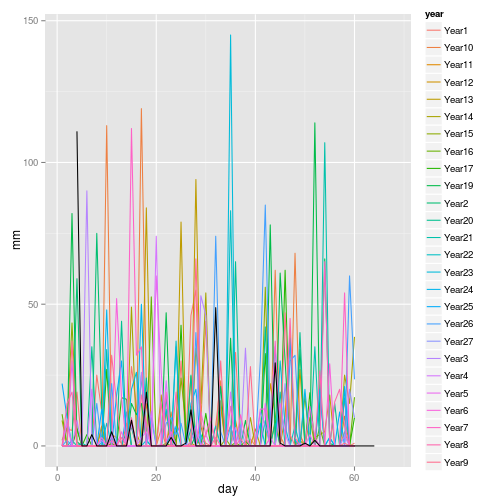 year
150
100
50
0
mm
0
20
40
60
day
Year1
Year10
Year11
Year12
Year13
Year14
Year15
Year16
Year17
Year19
Year2
Year20
Year21
Year22
Year23
Year24
Year25
Year26
Year27
Year3
Year4
Year5
Year6
Year7
Year8
Year9